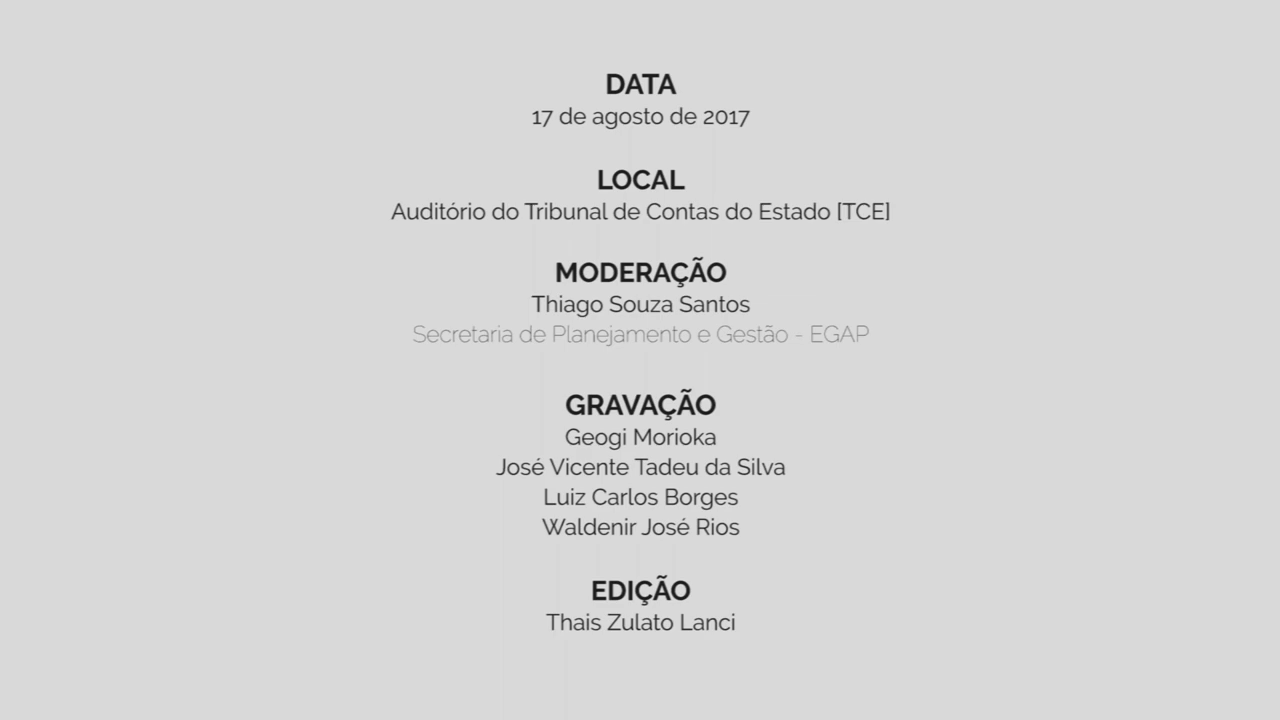 DATA
17 de agosto de 2017
LOCAL
Auditório do Tribunal de Contas do Estado [TCE]
MODERAÇÃO
Thiago Souza Santos
Secretaria de Planejamento e Gestão - EGAP
GRAVAÇÃO
Geogi Morioka
José Vicente Tadeu da Silva
Luiz Carlos Borges
Waldenir José Rios
EDIÇÃO
Thais Zulato Lanci